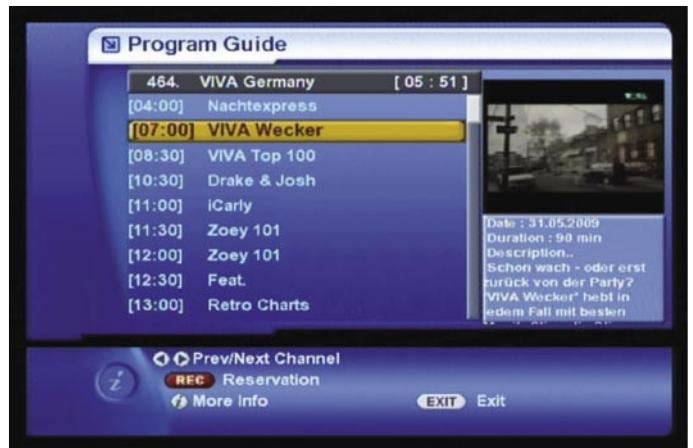 Program Guide
464. VIVA Germany [ 05 : 51 ]
[04:00] Nachtexpress
[07:00] VIVA Wecker
[08:30] VIVA Top 100
[10:30] Drake & Josh
[11:00] iCarly
[11:30] Zoey 101
[12:00] Zoey 101
[12:30] Feat.
[13:00] Retro Charts
Date : 31.05.2009
Duration : 90 min
Description..
Schon wach - oder erst
zurück von der Party?
'VIVA Wecker' hebt in
edem Fall mit besten
Prev/Next Channel
REC Reservation
i More Info
EXIT Exit